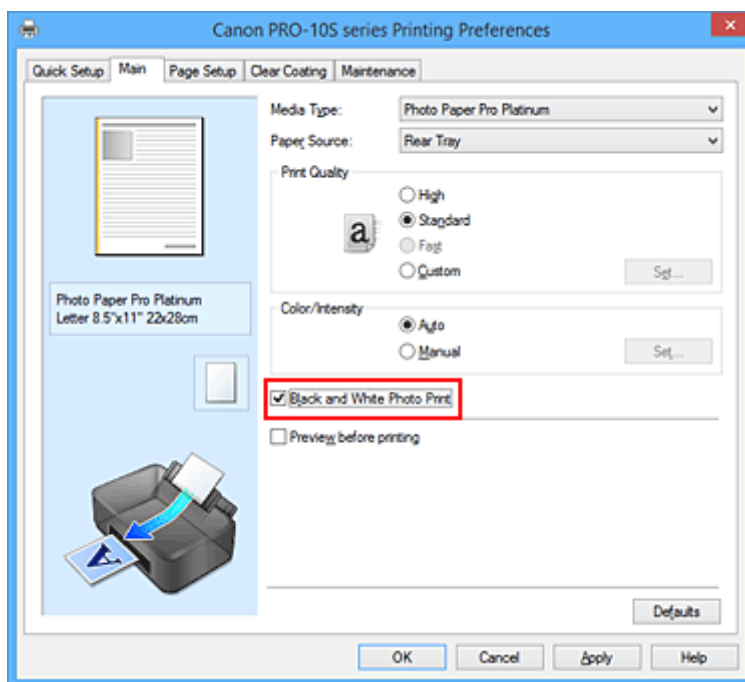 Canon PRO-10S series Printing Preferences
Quick Setup Main Page Setup Clear Coating Maintenance
Media Type: Photo Paper Pro Platinum
Paper Source: Rear Tray
Print Quality
High
Standard
Fast
Custom Set...
a
Photo Paper Pro Platinum
Letter 8.5"x11" 22x28cm
Color/Intensity
Auto
Manual Set...
Black and White Photo Print
Preview before printing
A
Defaults
OK Cancel Apply Help